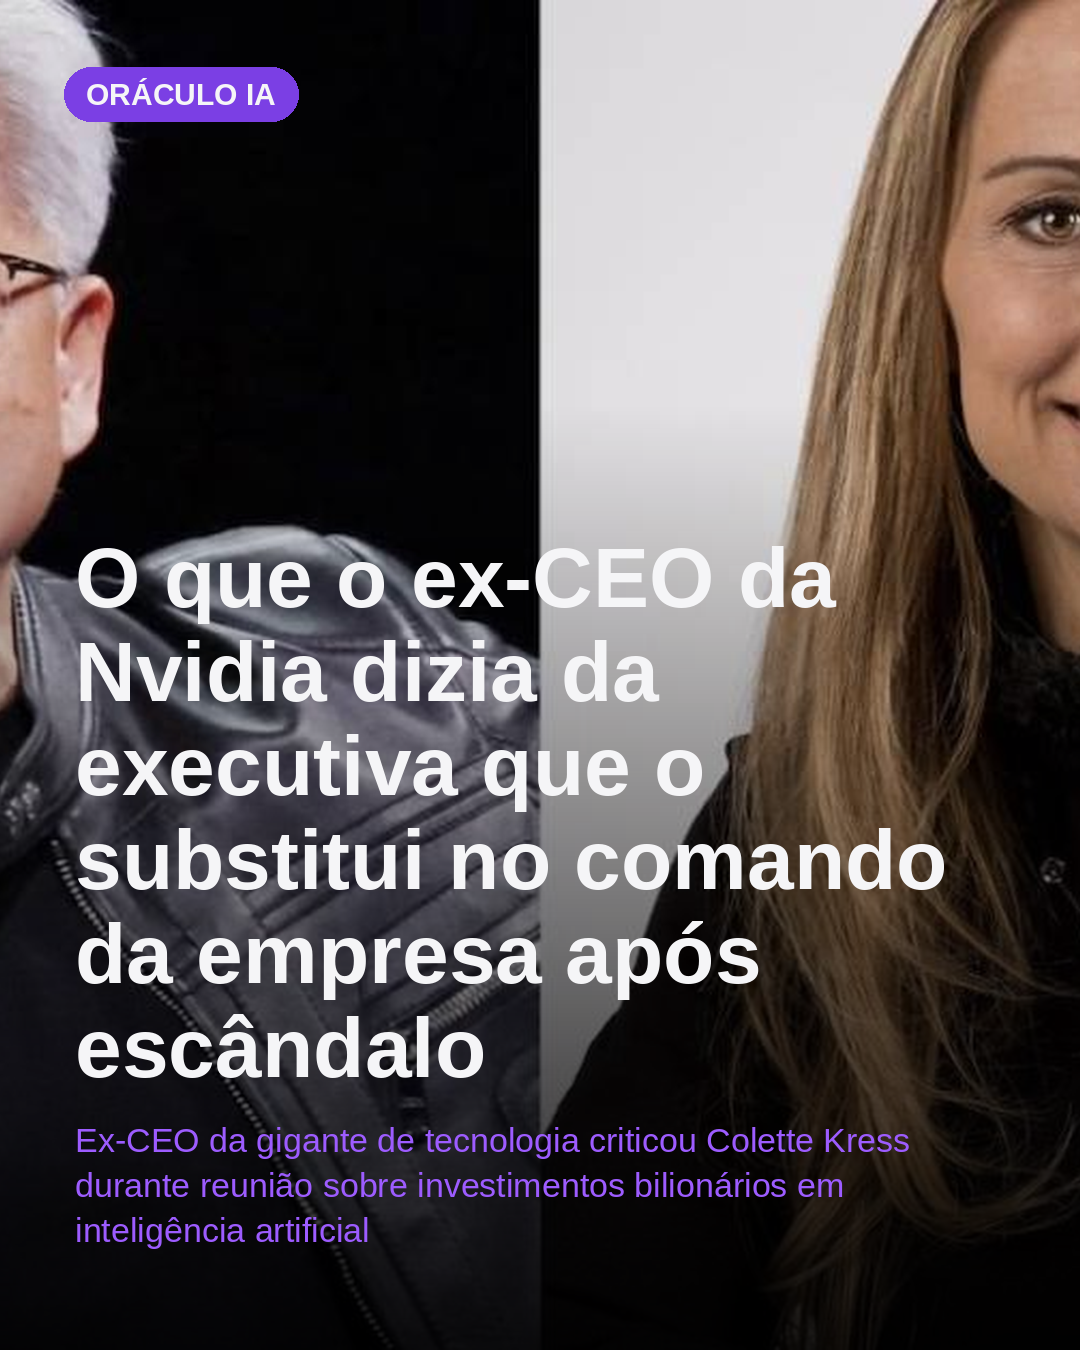 ORÁCULO IA
O que o ex-CEO da
Nvidia dizia da
executiva que o
substitui no comando
da empresa após
escândalo
Ex-CEO da gigante de tecnologia criticou Colette Kress
durante reunião sobre investimentos bilionários em
inteligência artificial